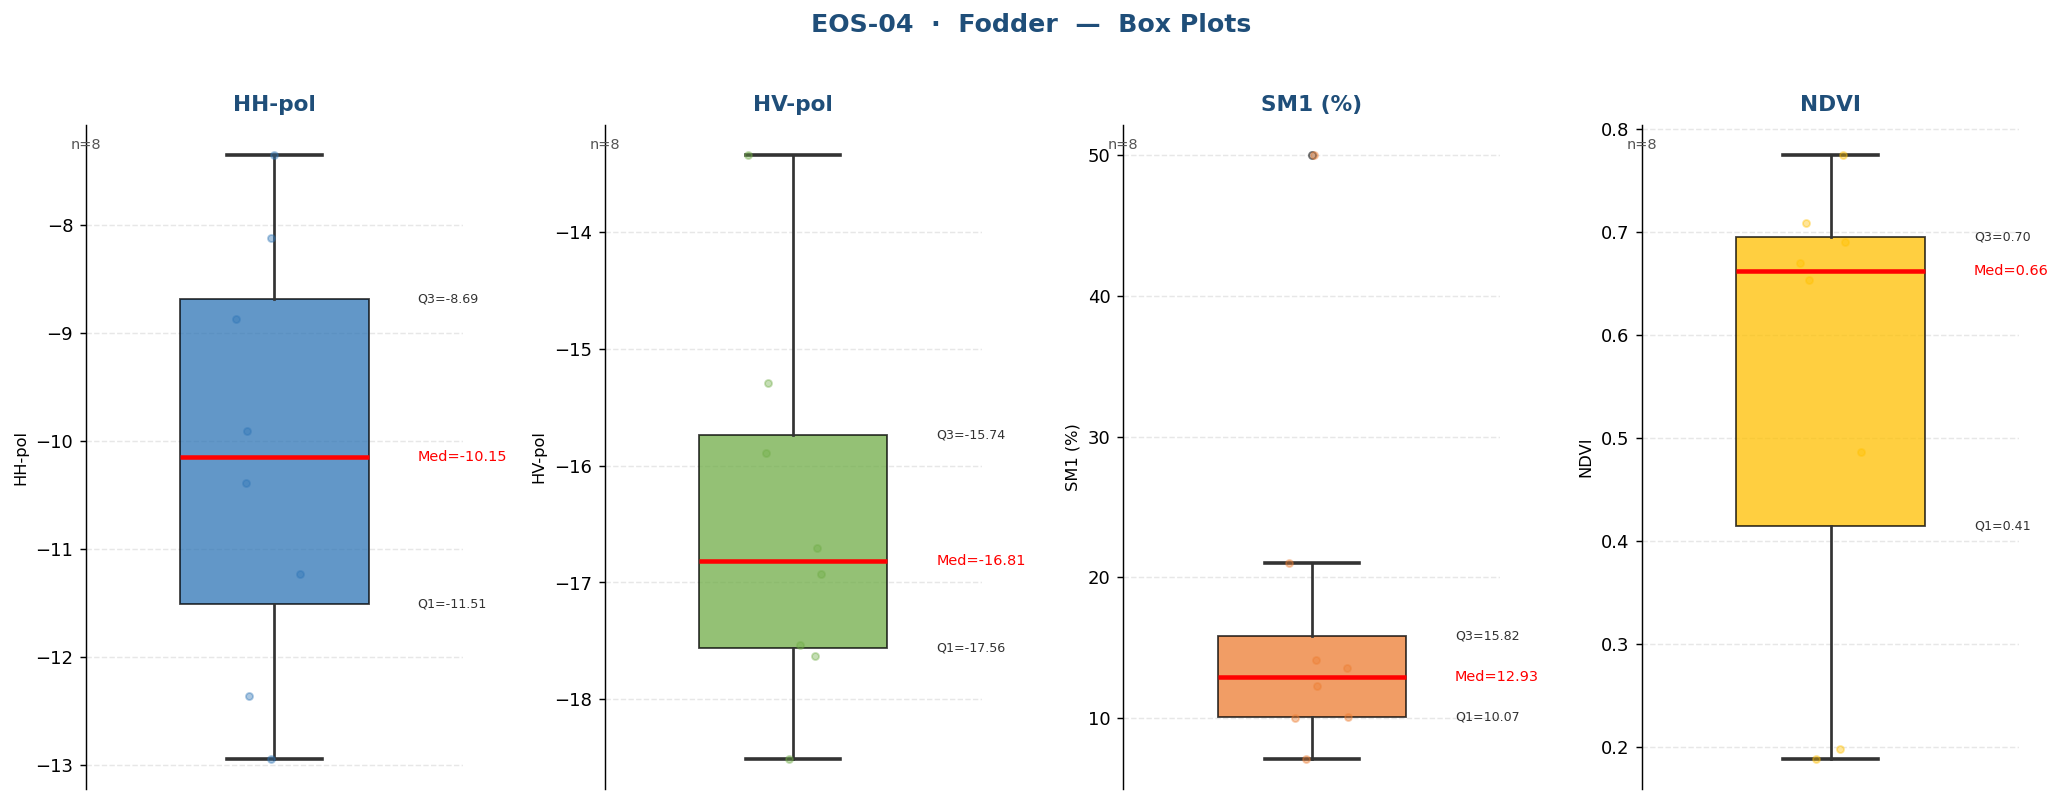 EOS-04 · Fodder — Box Plots
HH-pol
n=8
−8
−9
−10
−11
−12
−13
HH-pol
Q3=-8.69
Med=-10.15
Q1=-11.51
HV-pol
n=8
−14
−15
−16
−17
−18
HV-pol
Q3=-15.74
Med=-16.81
Q1=-17.56
SM1 (%)
n=8
50
40
30
20
10
SM1 (%)
Q3=15.82
Med=12.93
Q1=10.07
NDVI
n=8
0.8
0.7
0.6
0.5
0.4
0.3
0.2
NDVI
Q3=0.70
Med=0.66
Q1=0.41